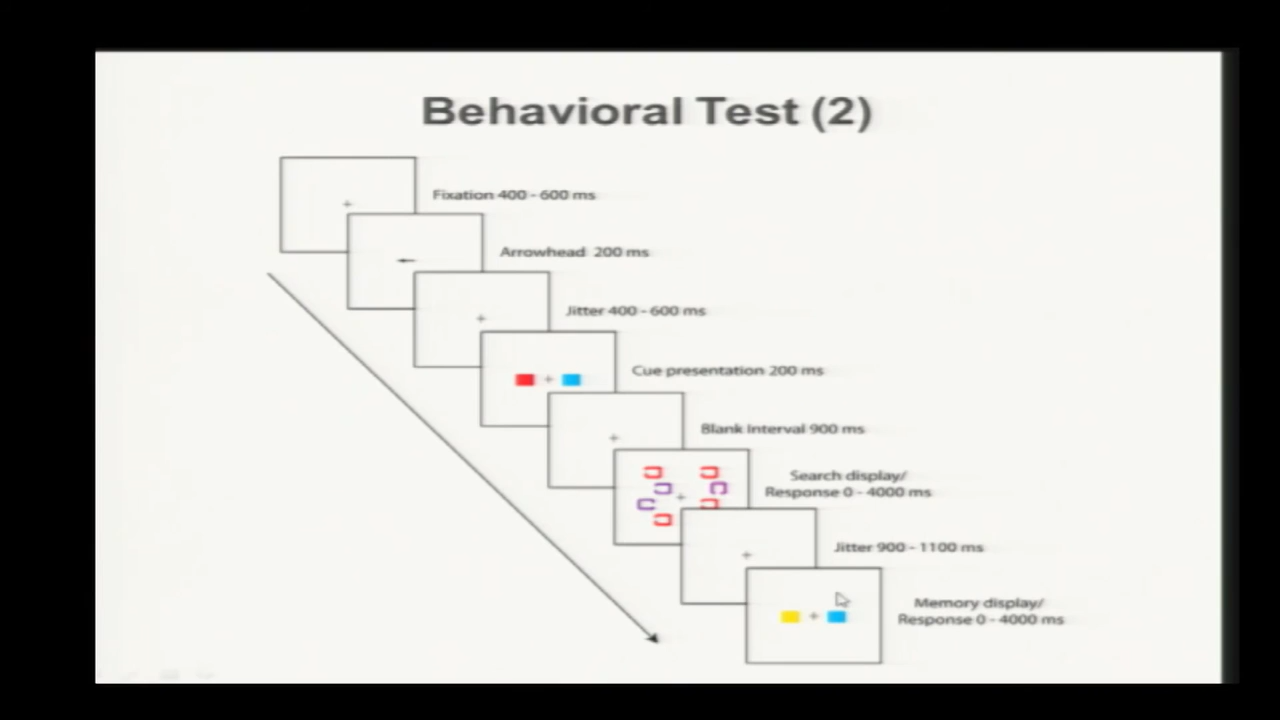 Behavioral Test (2)
Fixation 400 - 600 ms
Arrowhead 200 ms
Jitter 400 - 600 ms
Cue presentation 200 ms
Blank Interval 900 ms
Search display/
Response 0 - 4000 ms
Jitter 900 - 1100 ms
Memory display/
Response 0 - 4000 ms